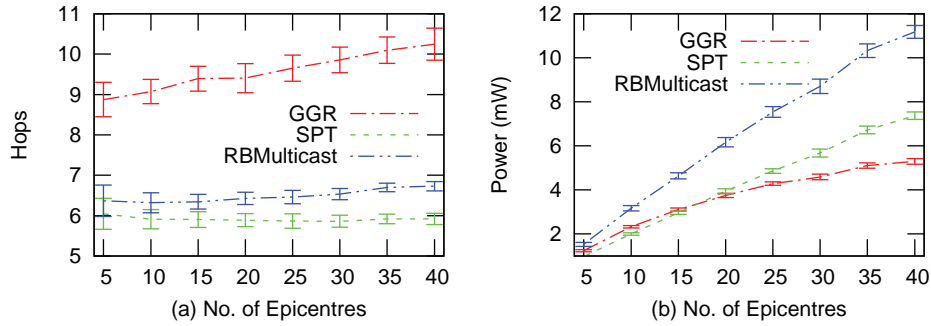 11
10
9
8
7
6
5
Hops
GGR
SPT
RBMulticast
5 10 15 20 25 30 35 40
(a) No. of Epicentres
12
10
8
6
4
2
Power (mW)
GGR
SPT
RBMulticast
5 10 15 20 25 30 35 40
(b) No. of Epicentres